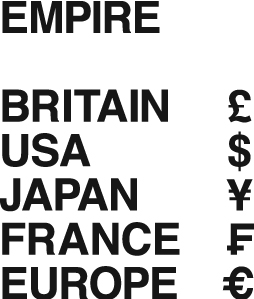 EMPIRE
BRITAIN £
USA $
JAPAN ¥
FRANCE ₣
EUROPE €